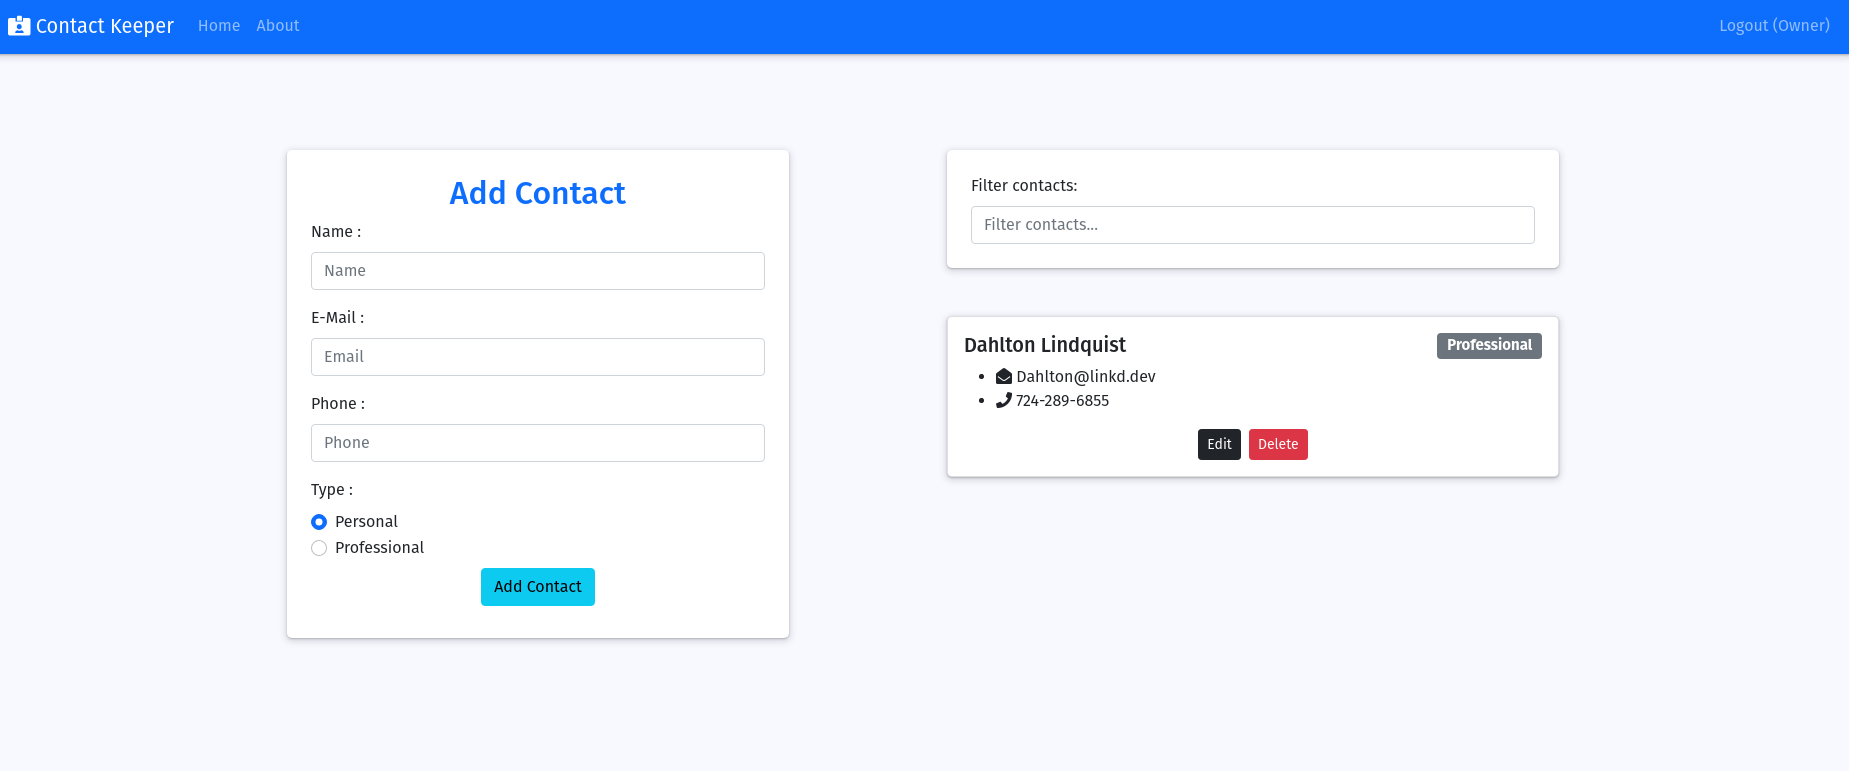 Contact Keeper Home About Logout (Owner)
Add Contact
Name :
Name
E-Mail :
Email
Phone :
Phone
Type :
Personal
Professional
Add Contact
Filter contacts:
Filter contacts...
Dahlton Lindquist Professional
Dahlton@linkd.dev
724-289-6855
Edit Delete